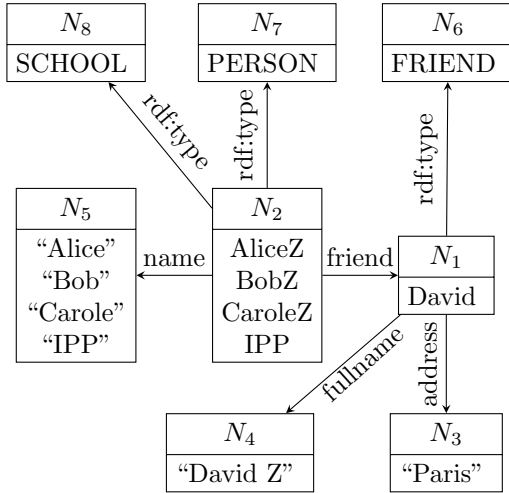 N₈
SCHOOL
N₇
PERSON
N₆
FRIEND
rdf:type
rdf:type
rdf:type
N₅
“Alice”
“Bob”
“Carole”
“IPP”
name
N₂
AliceZ
BobZ
CaroleZ
IPP
friend
N₁
David
fullname
address
N₄
“David Z”
N₃
“Paris”